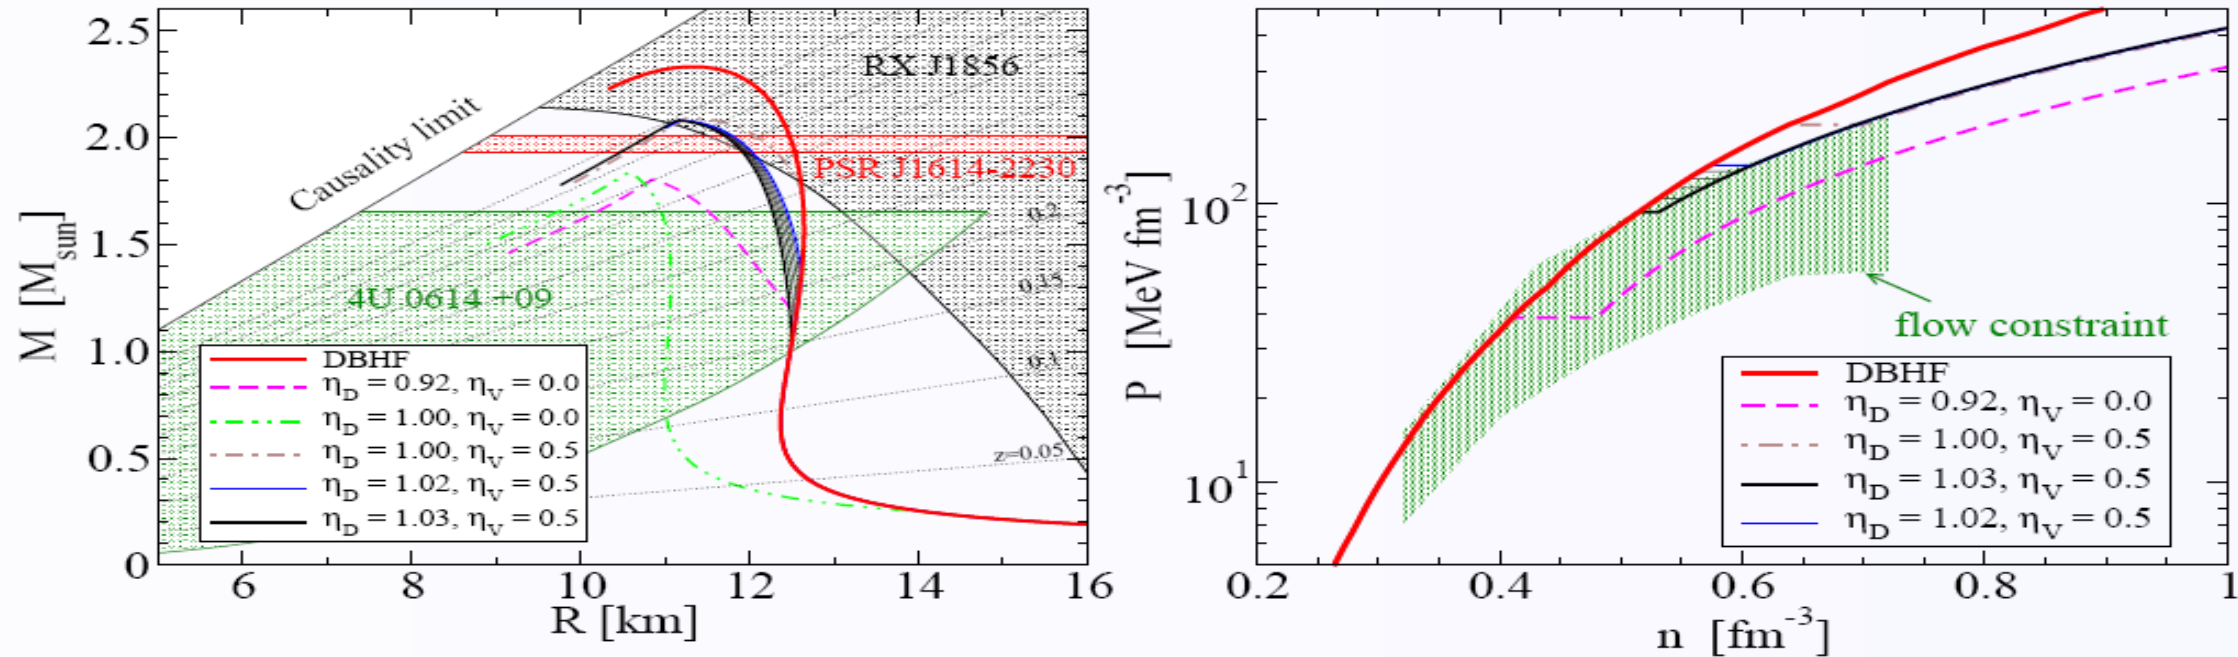 2.5
2.0
1.5
1.0
0.5
0
M [M_sun]
6
8
10
12
14
16
R [km]
Causality limit
RX J1856
PSR J1614-2230
4U 0614 +09
0.2
0.15
0.1
z=0.05
DBHF
η_D = 0.92, η_V = 0.0
η_D = 1.00, η_V = 0.0
η_D = 1.00, η_V = 0.5
η_D = 1.02, η_V = 0.5
η_D = 1.03, η_V = 0.5
P [MeV fm⁻³]
10²
10¹
0.2
0.4
0.6
0.8
1
n [fm⁻³]
flow constraint
DBHF
η_D = 0.92, η_V = 0.0
η_D = 1.00, η_V = 0.5
η_D = 1.03, η_V = 0.5
η_D = 1.02, η_V = 0.5